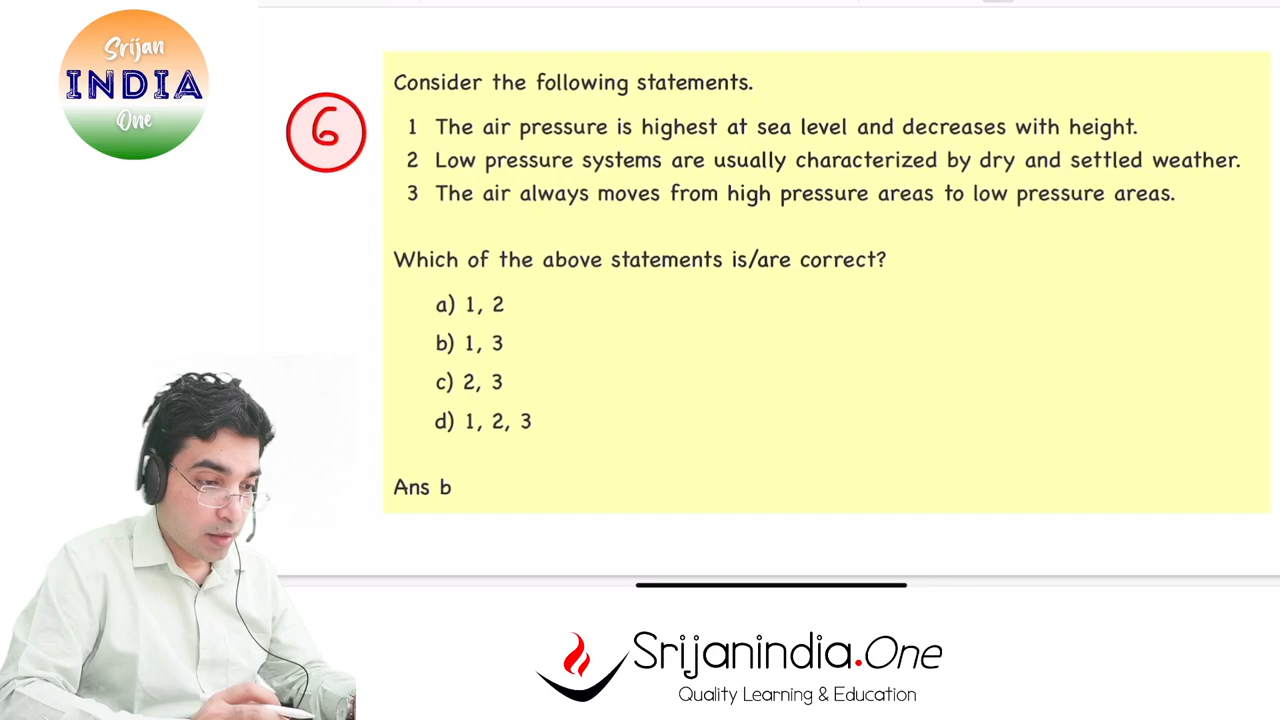 Srijan
INDIA
One
6
Consider the following statements.
1 The air pressure is highest at sea level and decreases with height.
2 Low pressure systems are usually characterized by dry and settled weather.
3 The air always moves from high pressure areas to low pressure areas.
Which of the above statements is/are correct?
a) 1, 2
b) 1, 3
c) 2, 3
d) 1, 2, 3
Ans b
Srijanindia.One
Quality Learning & Education